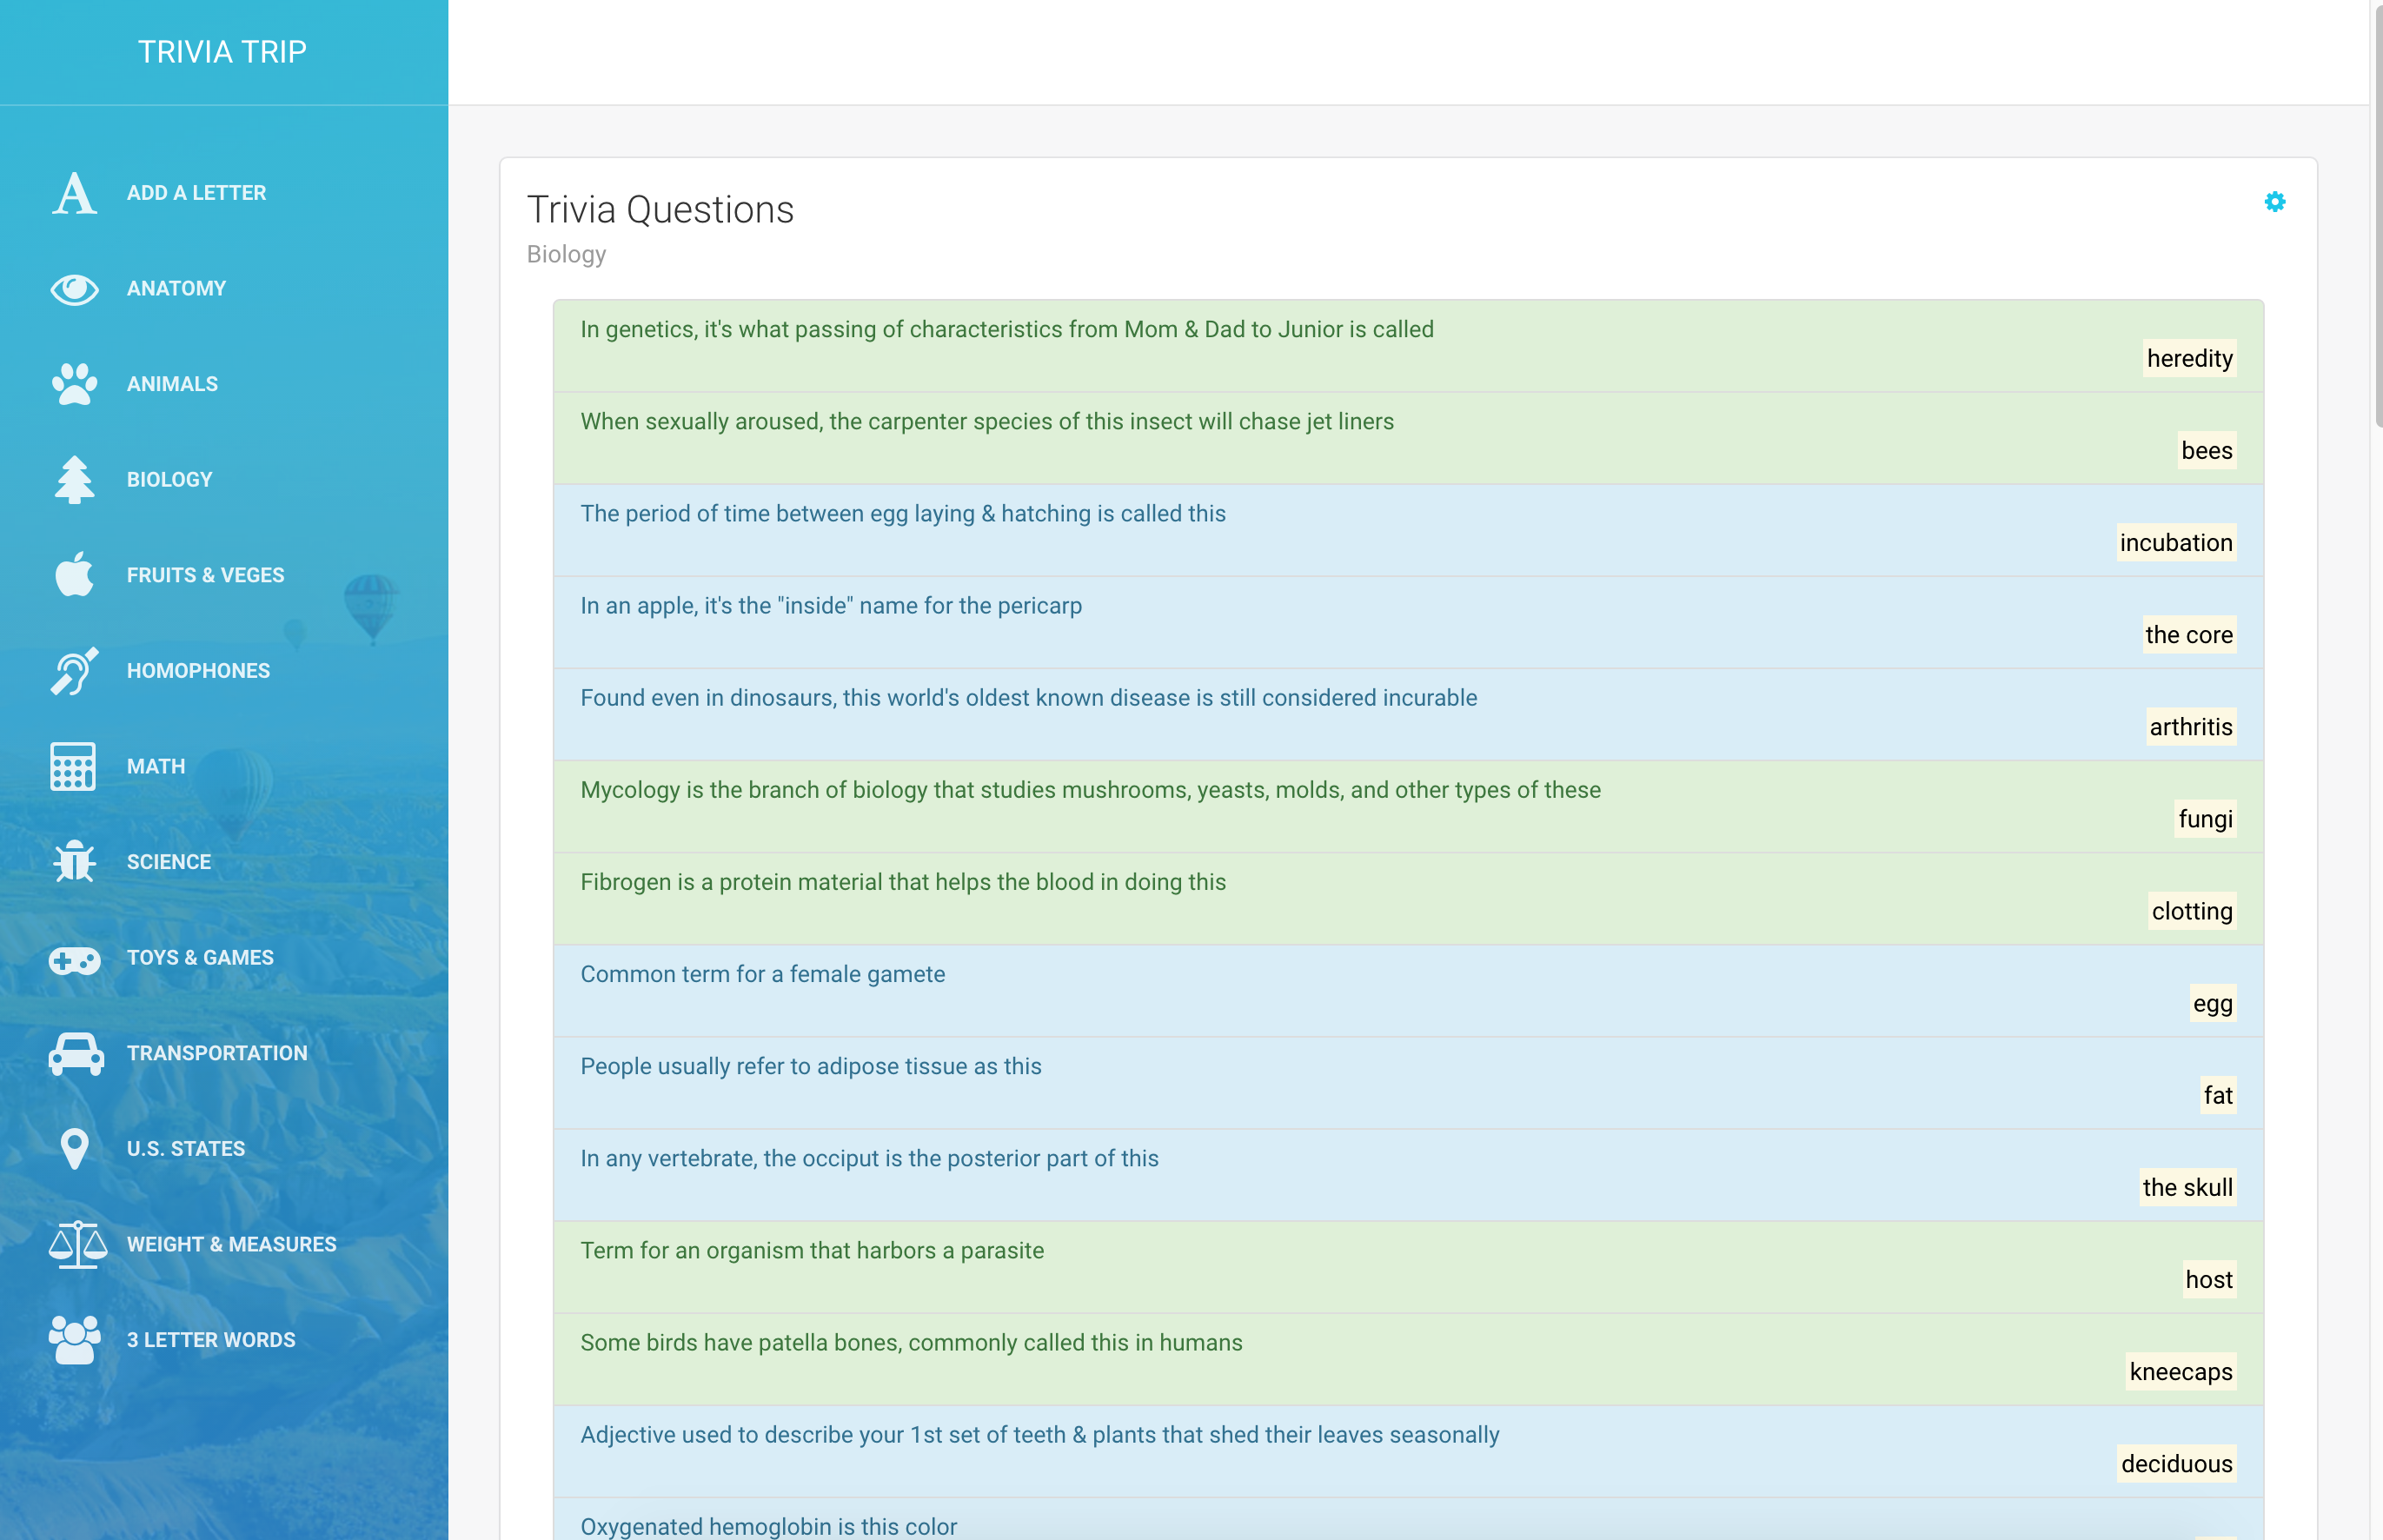 TRIVIA TRIP
ADD A LETTER
ANATOMY
ANIMALS
BIOLOGY
FRUITS & VEGES
HOMOPHONES
MATH
SCIENCE
TOYS & GAMES
TRANSPORTATION
U.S. STATES
WEIGHT & MEASURES
3 LETTER WORDS
Trivia Questions
Biology
In genetics, it's what passing of characteristics from Mom & Dad to Junior is called
heredity
When sexually aroused, the carpenter species of this insect will chase jet liners
bees
The period of time between egg laying & hatching is called this
incubation
In an apple, it's the "inside" name for the pericarp
the core
Found even in dinosaurs, this world's oldest known disease is still considered incurable
arthritis
Mycology is the branch of biology that studies mushrooms, yeasts, molds, and other types of these
fungi
Fibrogen is a protein material that helps the blood in doing this
clotting
Common term for a female gamete
egg
People usually refer to adipose tissue as this
fat
In any vertebrate, the occiput is the posterior part of this
the skull
Term for an organism that harbors a parasite
host
Some birds have patella bones, commonly called this in humans
kneecaps
Adjective used to describe your 1st set of teeth & plants that shed their leaves seasonally
deciduous
Oxygenated hemoglobin is this color